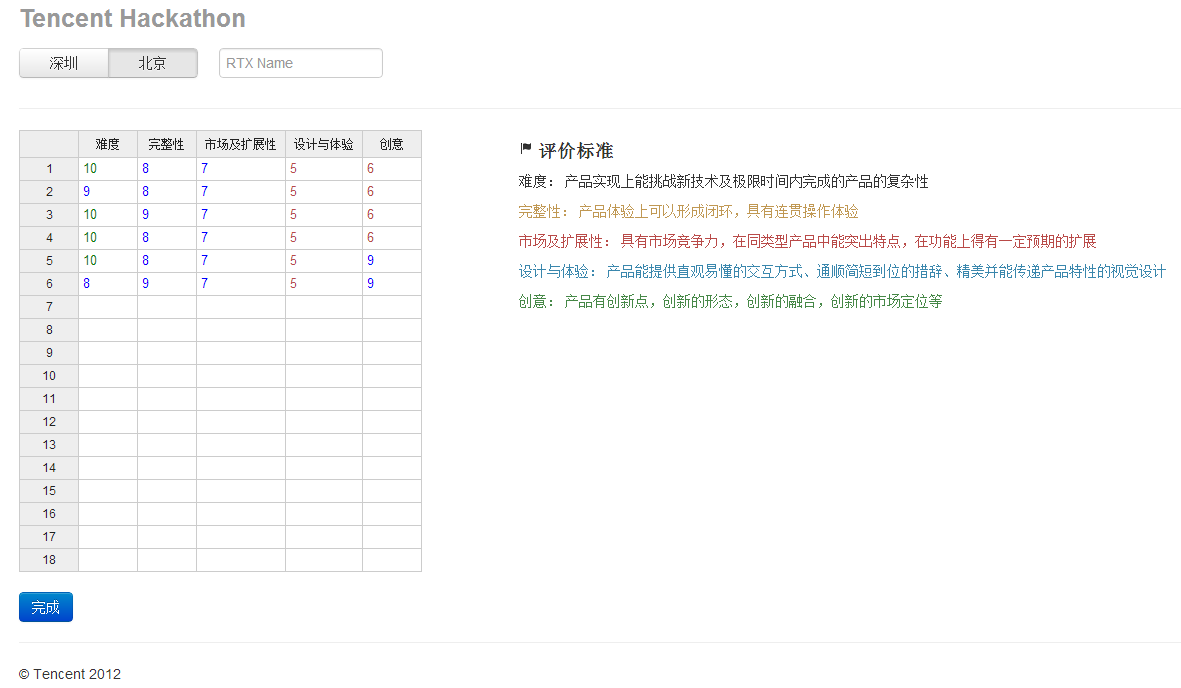 Tencent Hackathon
深圳 北京 RTX Name
难度 完整性 市场及扩展性 设计与体验 创意
1 10 8 7 5 6
2 9 8 7 5 6
3 10 9 7 5 6
4 10 8 7 5 6
5 10 8 7 5 9
6 8 9 7 5 9
7
8
9
10
11
12
13
14
15
16
17
18
完成
评价标准
难度： 产品实现上能挑战新技术及极限时间内完成的产品的复杂性
完整性： 产品体验上可以形成闭环，具有连贯操作体验
市场及扩展性： 具有市场竞争力，在同类型产品中能突出特点，在功能上得有一定预期的扩展
设计与体验： 产品能提供直观易懂的交互方式、通顺简短到位的措辞、精美并能传递产品特性的视觉设计
创意： 产品有创新点，创新的形态，创新的融合，创新的市场定位等
© Tencent 2012